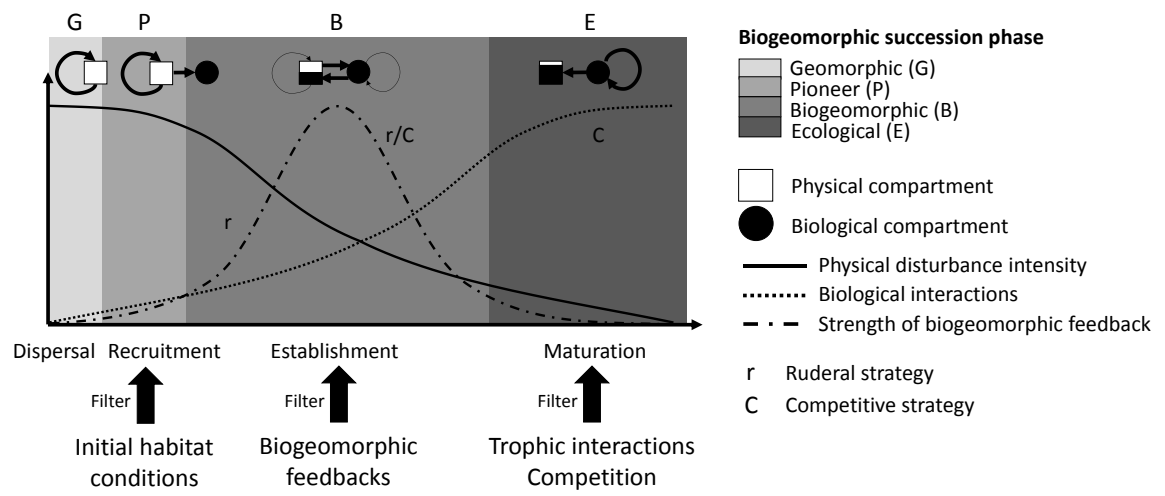 G P B E
r
r/C
C
Dispersal Recruitment Establishment Maturation
Filter Filter Filter
Initial habitat
conditions
Biogeomorphic
feedbacks
Trophic interactions
Competition
Biogeomorphic succession phase
Geomorphic (G)
Pioneer (P)
Biogeomorphic (B)
Ecological (E)
Physical compartment
Biological compartment
Physical disturbance intensity
Biological interactions
Strength of biogeomorphic feedback
r Ruderal strategy
C Competitive strategy